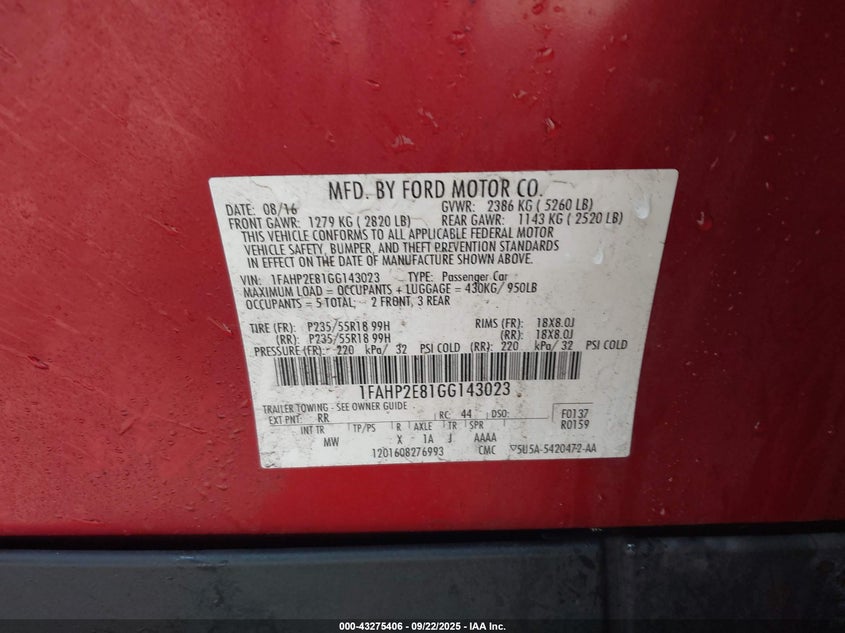 MFD. BY FORD MOTOR CO.
DATE: 08/16 GVWR: 2386 KG ( 5260 LB)
FRONT GAWR: 1279 KG ( 2820 LB) REAR GAWR: 1143 KG ( 2520 LB)
THIS VEHICLE CONFORMS TO ALL APPLICABLE FEDERAL MOTOR
VEHICLE SAFETY, BUMPER, AND THEFT PREVENTION STANDARDS
IN EFFECT ON THE DATE OF MANUFACTURE SHOWN ABOVE.
VIN: 1FAHP2E81GG143023 TYPE: Passenger Car
MAXIMUM LOAD = OCCUPANTS + LUGGAGE = 430KG/ 950LB
OCCUPANTS = 5 TOTAL; 2 FRONT, 3 REAR
TIRE (FR): P235/55R18 99H RIMS (FR): 18X8.0J
(RR): P235/55R18 99H (RR): 18X8.0J
PRESSURE (FR): 220 kPa/ 32 PSI COLD (RR): 220 kPa/ 32 PSI COLD
1FAHP2E81GG143023
TRAILER TOWING - SEE OWNER GUIDE
EXT PNT: RR RC: 44 DSO: F0137
INT TR TP/PS R AXLE TR SPR R0159
MW X 1A J AAAA
1201608276993 CMC 5U5A-5420472-AA
000-43275406 - 09/22/2025 - IAA Inc.